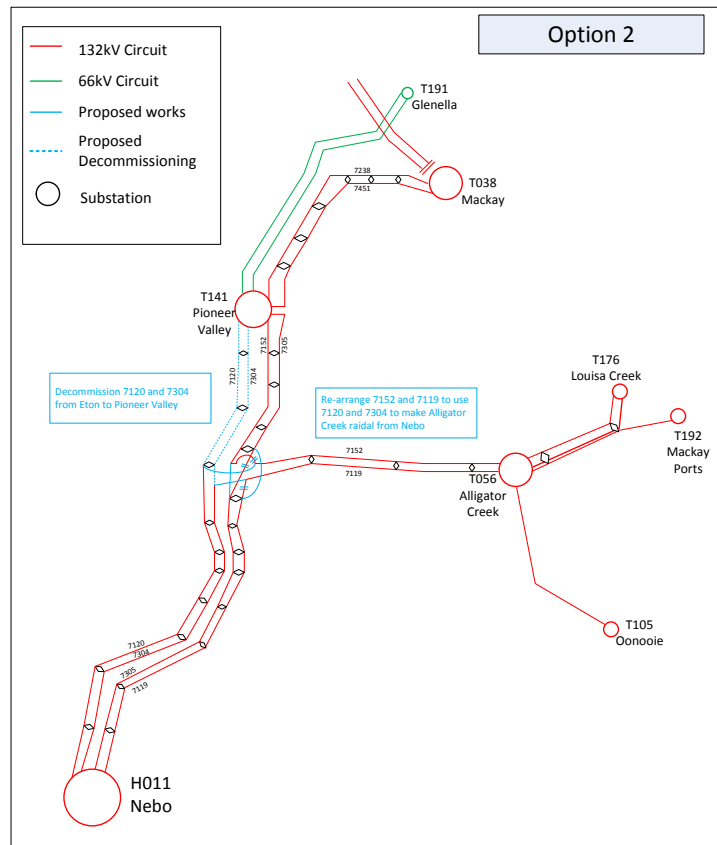 Option 2
132kV Circuit
66kV Circuit
Proposed works
Proposed
Decommissioning
Substation
T191
Glenella
7238
7451
T038
Mackay
T141
Pioneer
Valley
7152
7305
7120
7304
Decommission 7120 and 7304
from Eton to Pioneer Valley
Re-arrange 7152 and 7119 to use
7120 and 7304 to make Alligator
Creek raidal from Nebo
T176
Louisa Creek
T192
Mackay
Ports
7152
7119
T056
Alligator
Creek
T105
Oonooie
7120
7304
7305
7119
H011
Nebo